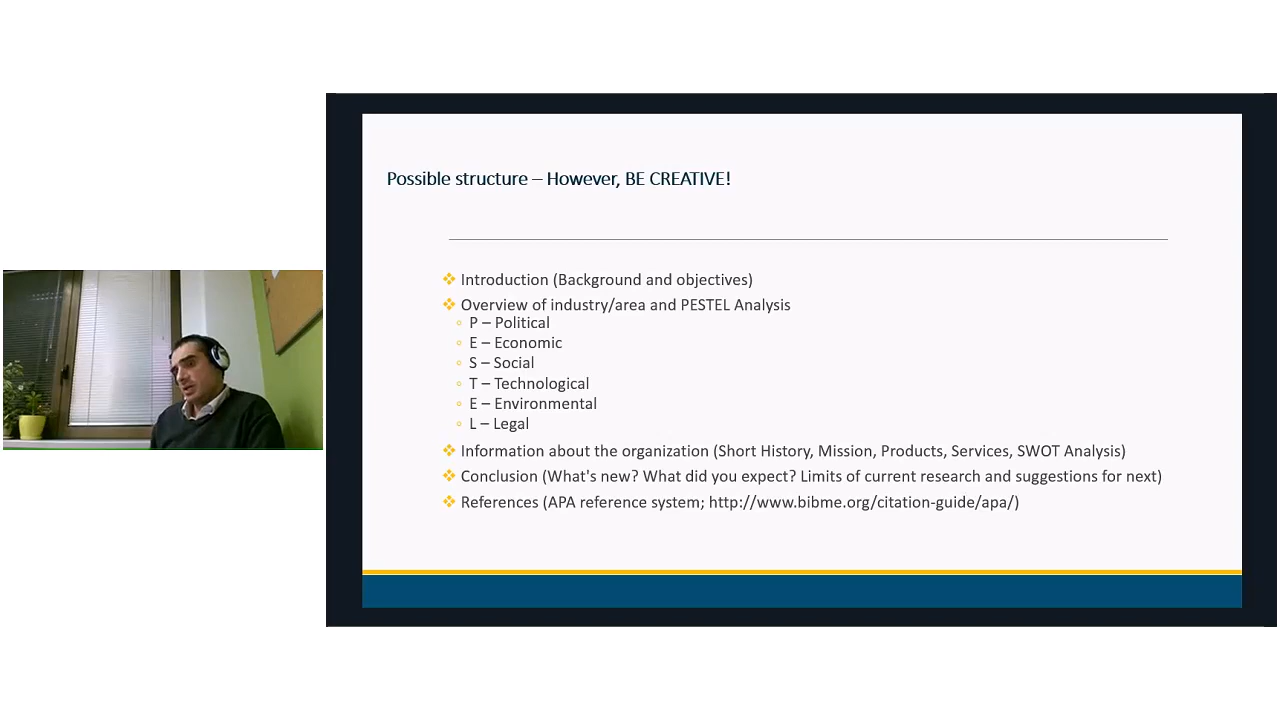 Possible structure – However, BE CREATIVE!
❖ Introduction (Background and objectives)
❖ Overview of industry/area and PESTEL Analysis
◦ P – Political
◦ E – Economic
◦ S – Social
◦ T – Technological
◦ E – Environmental
◦ L – Legal
❖ Information about the organization (Short History, Mission, Products, Services, SWOT Analysis)
❖ Conclusion (What's new? What did you expect? Limits of current research and suggestions for next)
❖ References (APA reference system; http://www.bibme.org/citation-guide/apa/)